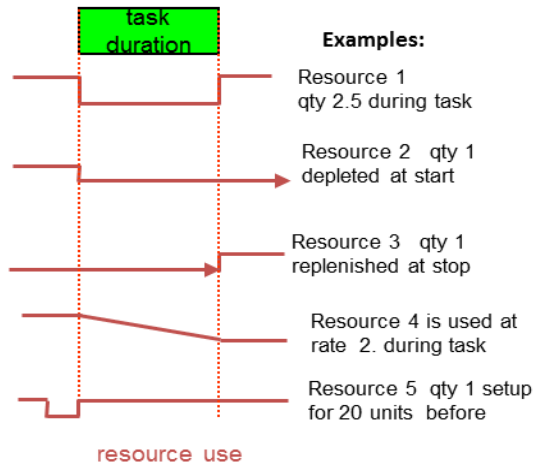 task
duration
Examples:
Resource 1
qty 2.5 during task
Resource 2 qty 1
depleted at start
Resource 3 qty 1
replenished at stop
Resource 4 is used at
rate 2. during task
Resource 5 qty 1 setup
for 20 units before
resource use